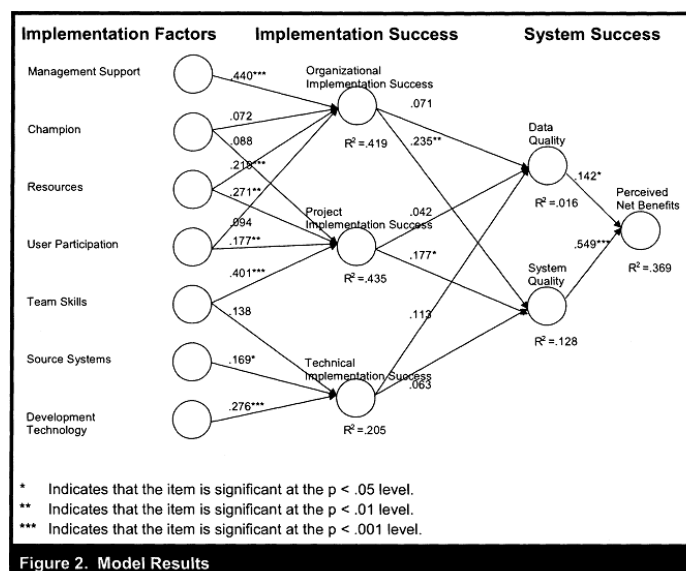 Implementation Factors Implementation Success System Success
Management Support
Champion
Resources
User Participation
Team Skills
Source Systems
Development
Technology
.440***
.072
.088
.219***
.271**
.094
.177**
.401***
.138
.169*
.276***
Organizational
Implementation Success
R²=.419
Project
Implementation Success
R²=.435
Technical
Implementation Success
R²=.205
.071
.235**
.042
.177*
.113
.063
Data
Quality
R²=.016
System
Quality
R²=.128
.142*
.549***
Perceived
Net Benefits
R²=.369
* Indicates that the item is significant at the p < .05 level.
** Indicates that the item is significant at the p < .01 level.
*** Indicates that the item is significant at the p < .001 level.
Figure 2. Model Results